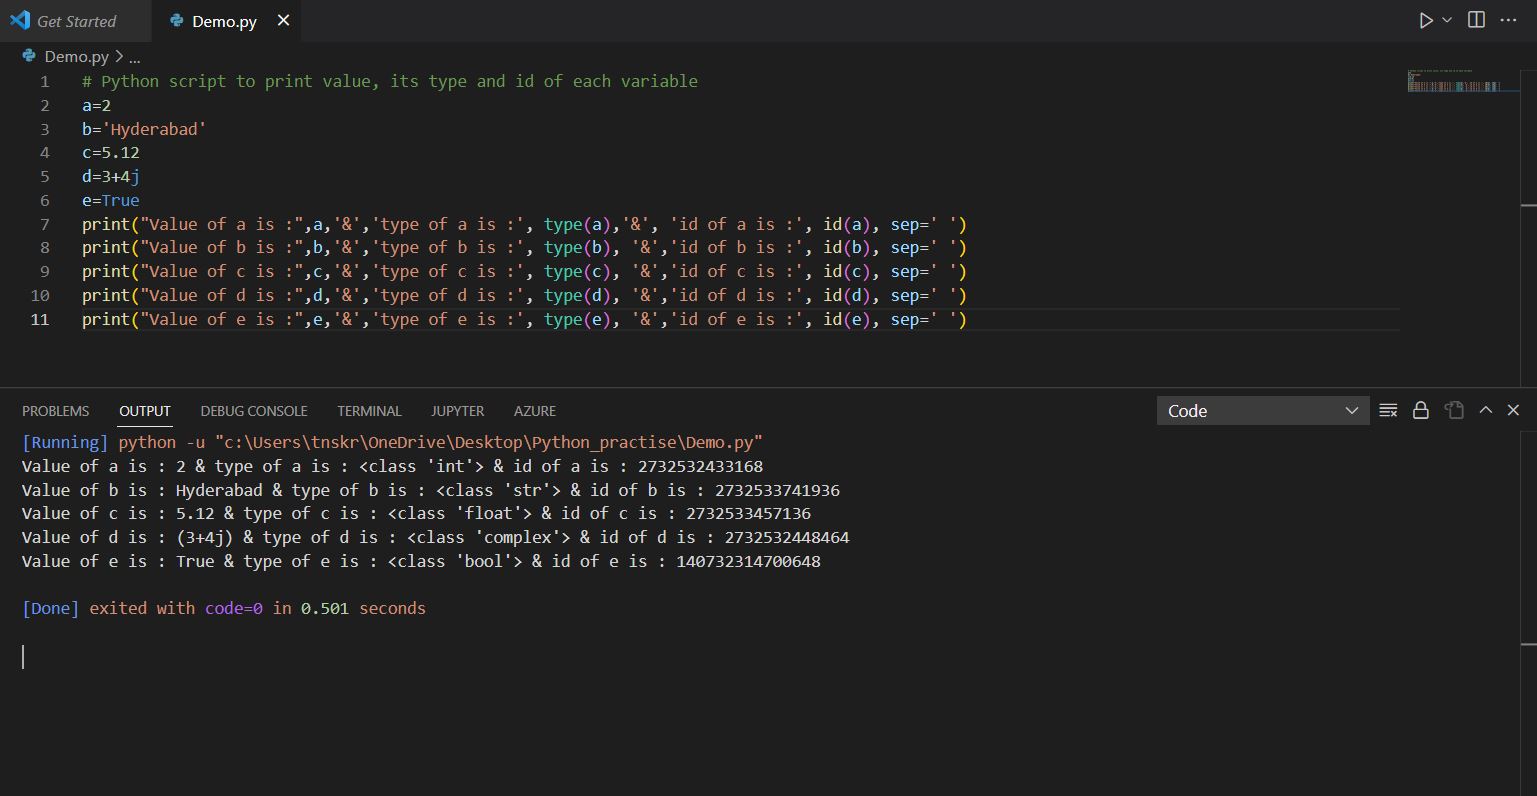 Get Started Demo.py
Demo.py > ...
1 # Python script to print value, its type and id of each variable
2 a=2
3 b='Hyderabad'
4 c=5.12
5 d=3+4j
6 e=True
7 print("Value of a is :",a,'&','type of a is :', type(a),'&', 'id of a is :', id(a), sep=' ')
8 print("Value of b is :",b,'&','type of b is :', type(b), '&','id of b is :', id(b), sep=' ')
9 print("Value of c is :",c,'&','type of c is :', type(c), '&','id of c is :', id(c), sep=' ')
10 print("Value of d is :",d,'&','type of d is :', type(d), '&','id of d is :', id(d), sep=' ')
11 print("Value of e is :",e,'&','type of e is :', type(e), '&','id of e is :', id(e), sep=' ')
PROBLEMS OUTPUT DEBUG CONSOLE TERMINAL JUPYTER AZURE Code
[Running] python -u "c:\Users\tnskr\OneDrive\Desktop\Python_practise\Demo.py"
Value of a is : 2 & type of a is : <class 'int'> & id of a is : 2732532433168
Value of b is : Hyderabad & type of b is : <class 'str'> & id of b is : 2732533741936
Value of c is : 5.12 & type of c is : <class 'float'> & id of c is : 2732533457136
Value of d is : (3+4j) & type of d is : <class 'complex'> & id of d is : 2732532448464
Value of e is : True & type of e is : <class 'bool'> & id of e is : 140732314700648
[Done] exited with code=0 in 0.501 seconds